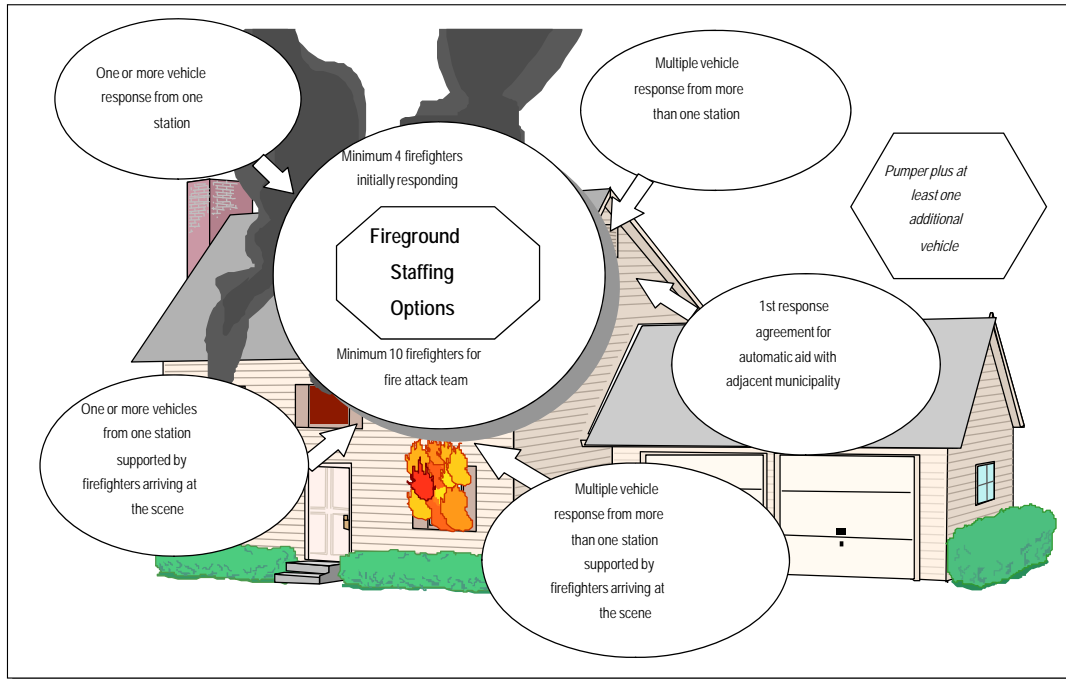 One or more vehicle
response from one
station
Multiple vehicle
response from more
than one station
Pumper plus at
least one
additional
vehicle
Minimum 4 firefighters
initially responding
Fireground
Staffing
Options
Minimum 10 firefighters for
fire attack team
1st response
agreement for
automatic aid with
adjacent municipality
One or more vehicles
from one station
supported by
firefighters arriving at
the scene
Multiple vehicle
response from more
than one station
supported by
firefighters arriving at
the scene